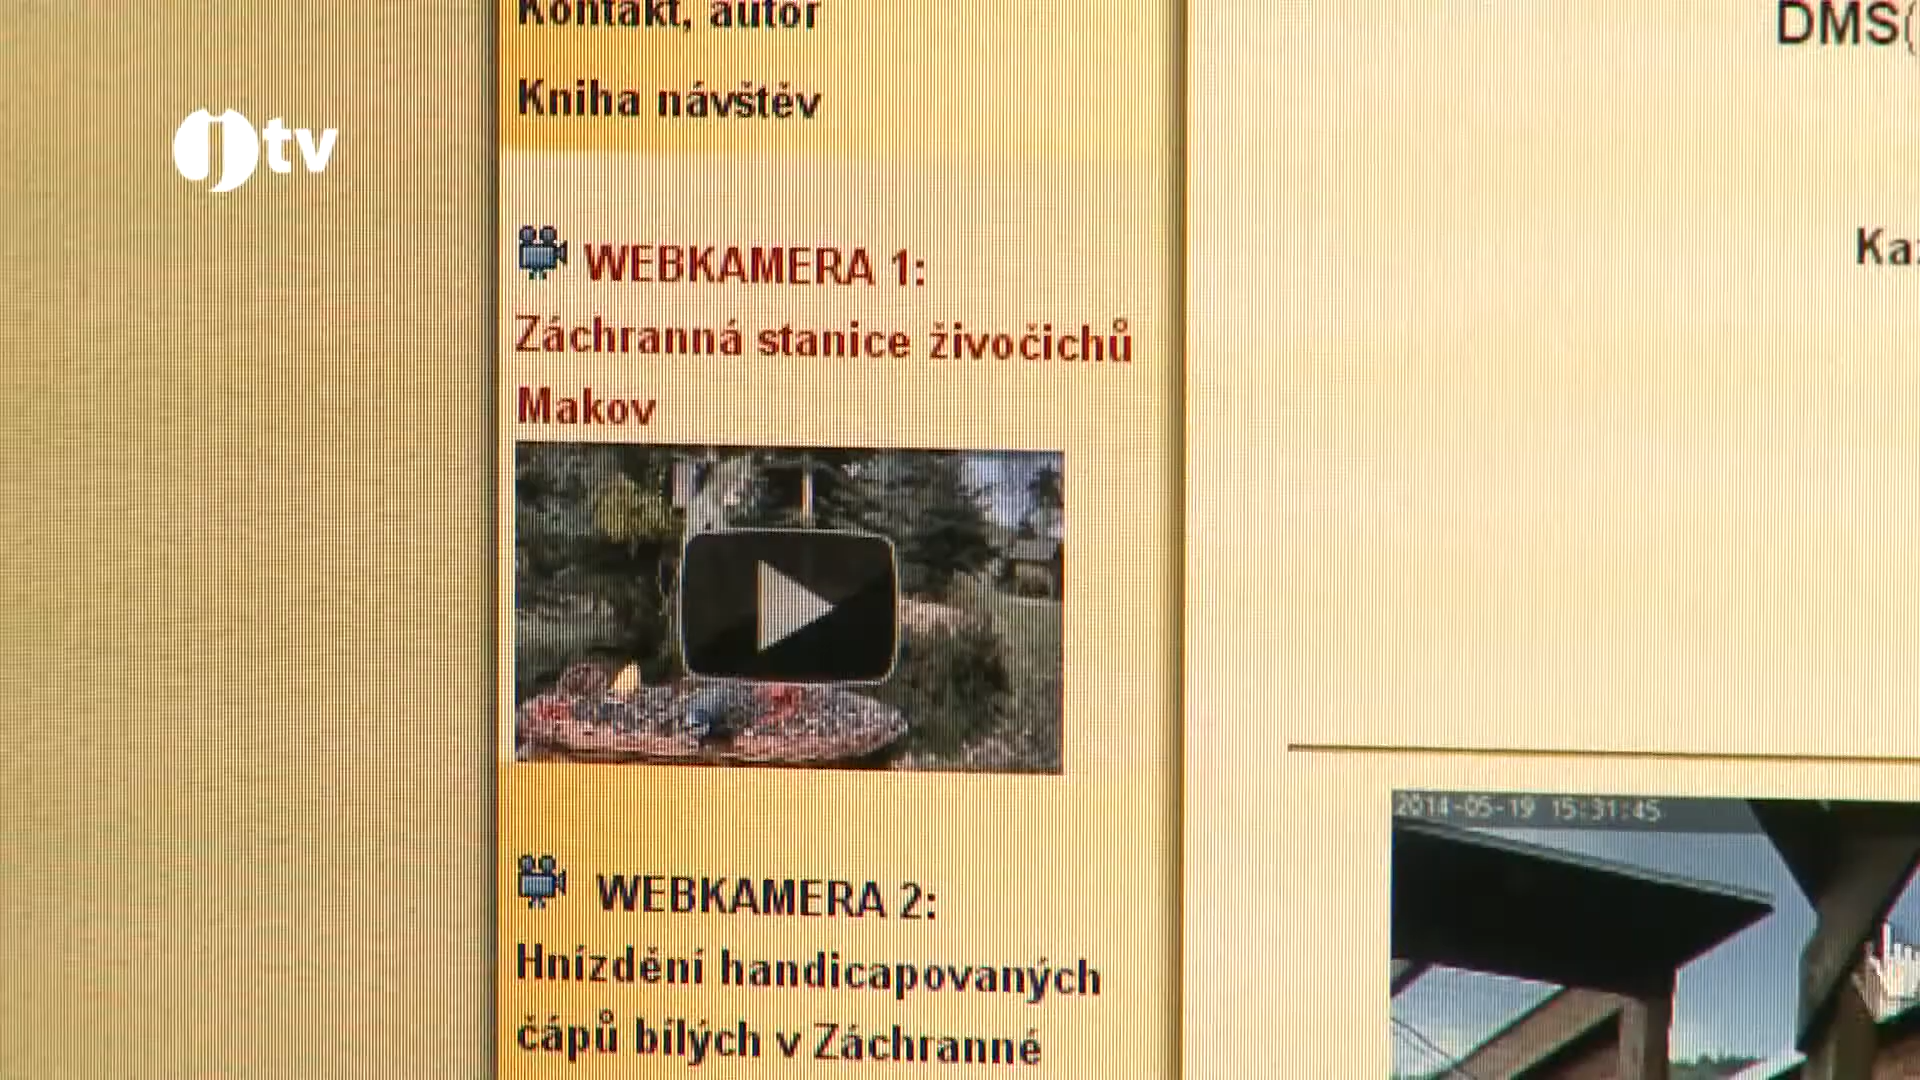 Kontakt, autor
Kniha návštěv
jtv
WEBKAMERA 1:
Záchranná stanice živočichů
Makov
WEBKAMERA 2:
Hnízdění handicapovaných
čápů bílých v Záchranné
DMS(
Ka
2014-05-19 15:31:45